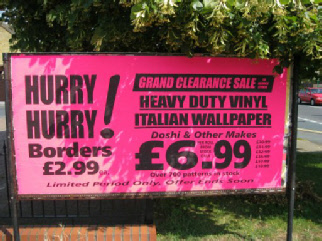 HURRY
HURRY!
Borders
£2.99 ea.
GRAND CLEARANCE SALE
HEAVY DUTY VINYL
ITALIAN WALLPAPER
Doshi & Other Makes
£6.99
Over 700 patterns in stock
Limited Period Only. Offer Ends Soon